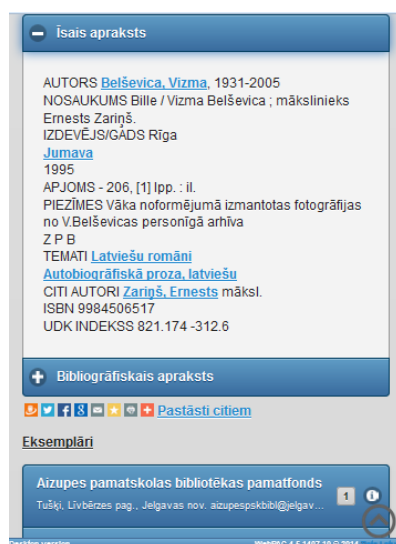 Īsais apraksts
AUTORS Belševica, Vizma, 1931-2005
NOSAUKUMS Bille / Vizma Belševica ; mākslinieks
Ernests Zariņš.
IZDEVĒJS/GADS Rīga
Jumava
1995
APJOMS - 206, [1] lpp. : il.
PIEZĪMES Vāka noformējumā izmantotas fotogrāfijas
no V.Belševicas personīgā arhīva
Z P B
TEMATI Latviešu romāni
Autobiogrāfiskā proza, latviešu
CITI AUTORI Zariņš, Ernests māksl.
ISBN 9984506517
UDK INDEKSS 821.174 -312.6
Bibliogrāfiskais apraksts
Pastāsti citiem
Eksemplāri
Aizupes pamatskolas bibliotēkas pamatfonds
1
Tušķi, Līvbērzes pag., Jelgavas nov. aizupespskbibl@jelgav...